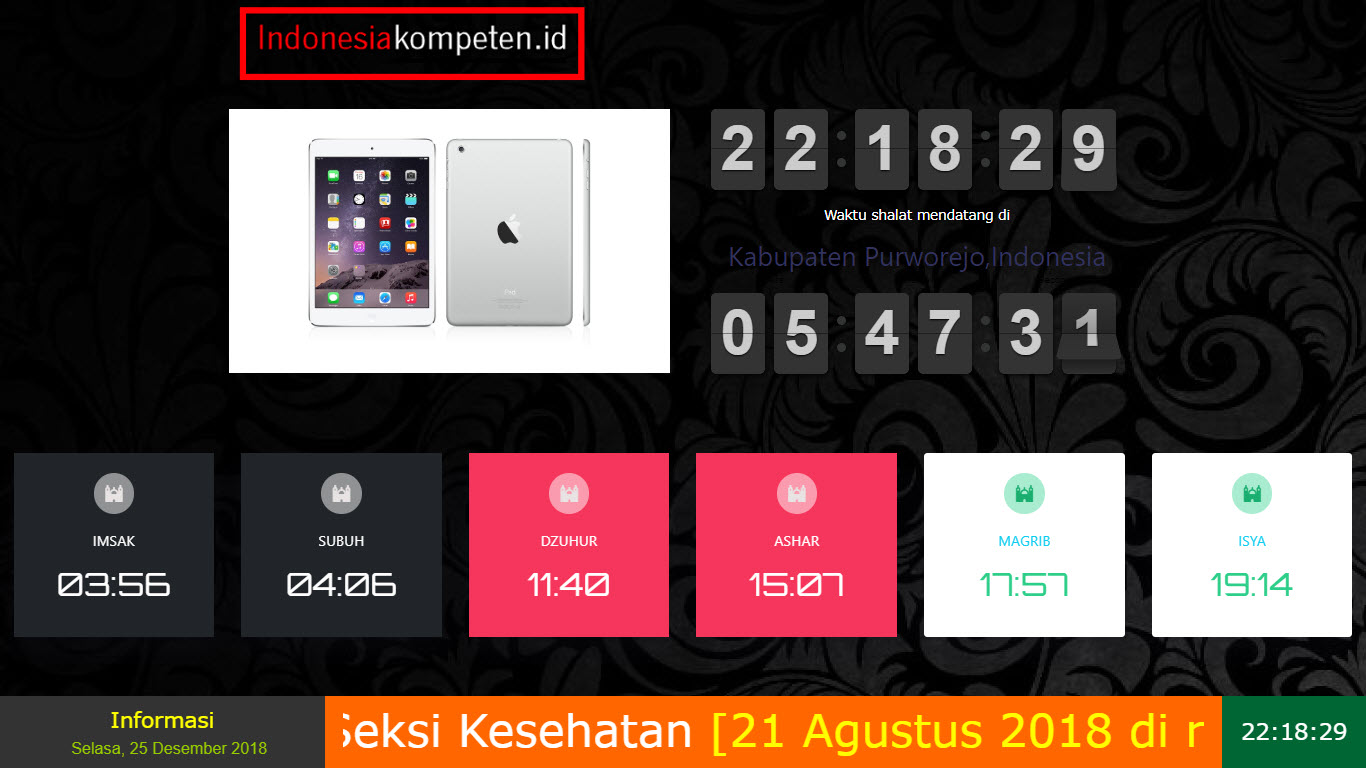 Indonesiakompeten.id
22:18:29
Waktu shalat mendatang di
Kabupaten Purworejo,Indonesia
05:47:31
IMSAK
03:56
SUBUH
04:06
DZUHUR
11:40
ASHAR
15:07
MAGRIB
17:57
ISYA
19:14
Informasi
Selasa, 25 Desember 2018
Seksi Kesehatan [21 Agustus 2018 di r
22:18:29